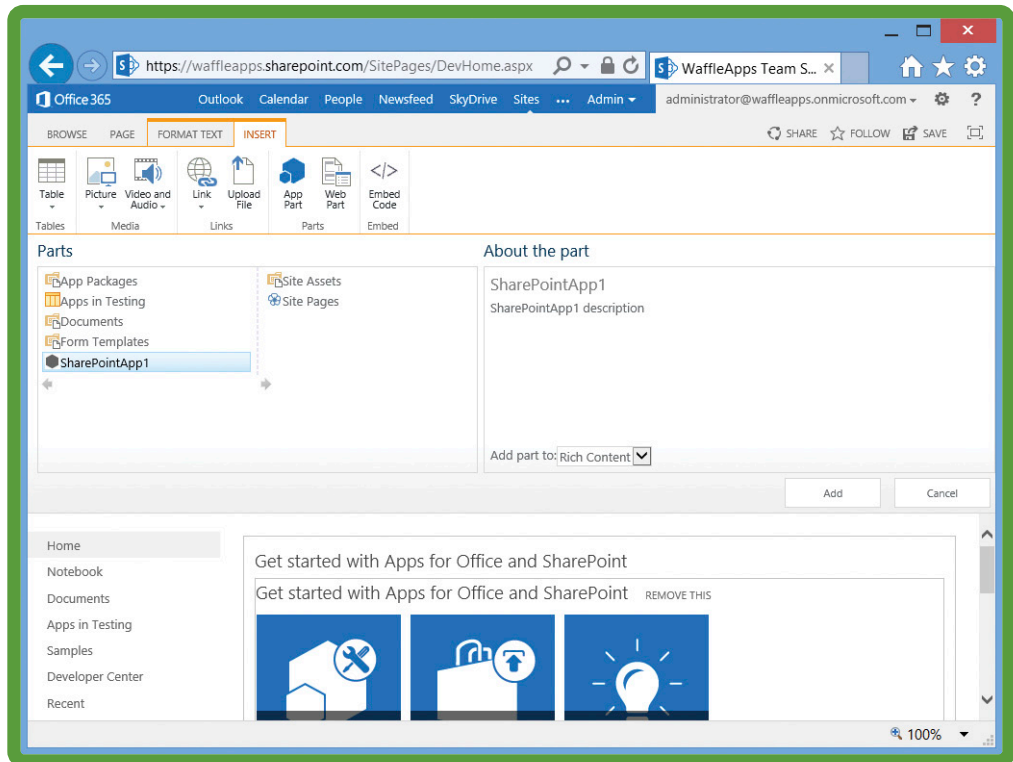 https://waffleapps.sharepoint.com/SitePages/DevHome.aspx
WaffleApps Team S...
Office 365 Outlook Calendar People Newsfeed SkyDrive Sites ... Admin administrator@waffleapps.onmicrosoft.com ?
BROWSE PAGE FORMAT TEXT INSERT SHARE FOLLOW SAVE
Table Picture Video and Audio Link Upload File App Part Web Part Embed Code
Tables Media Links Parts Embed
Parts
App Packages
Apps in Testing
Documents
Form Templates
SharePointApp1
Site Assets
Site Pages
About the part
SharePointApp1
SharePointApp1 description
Add part to: Rich Content
Add Cancel
Home
Notebook
Documents
Apps in Testing
Samples
Developer Center
Recent
Get started with Apps for Office and SharePoint
Get started with Apps for Office and SharePoint REMOVE THIS
100%